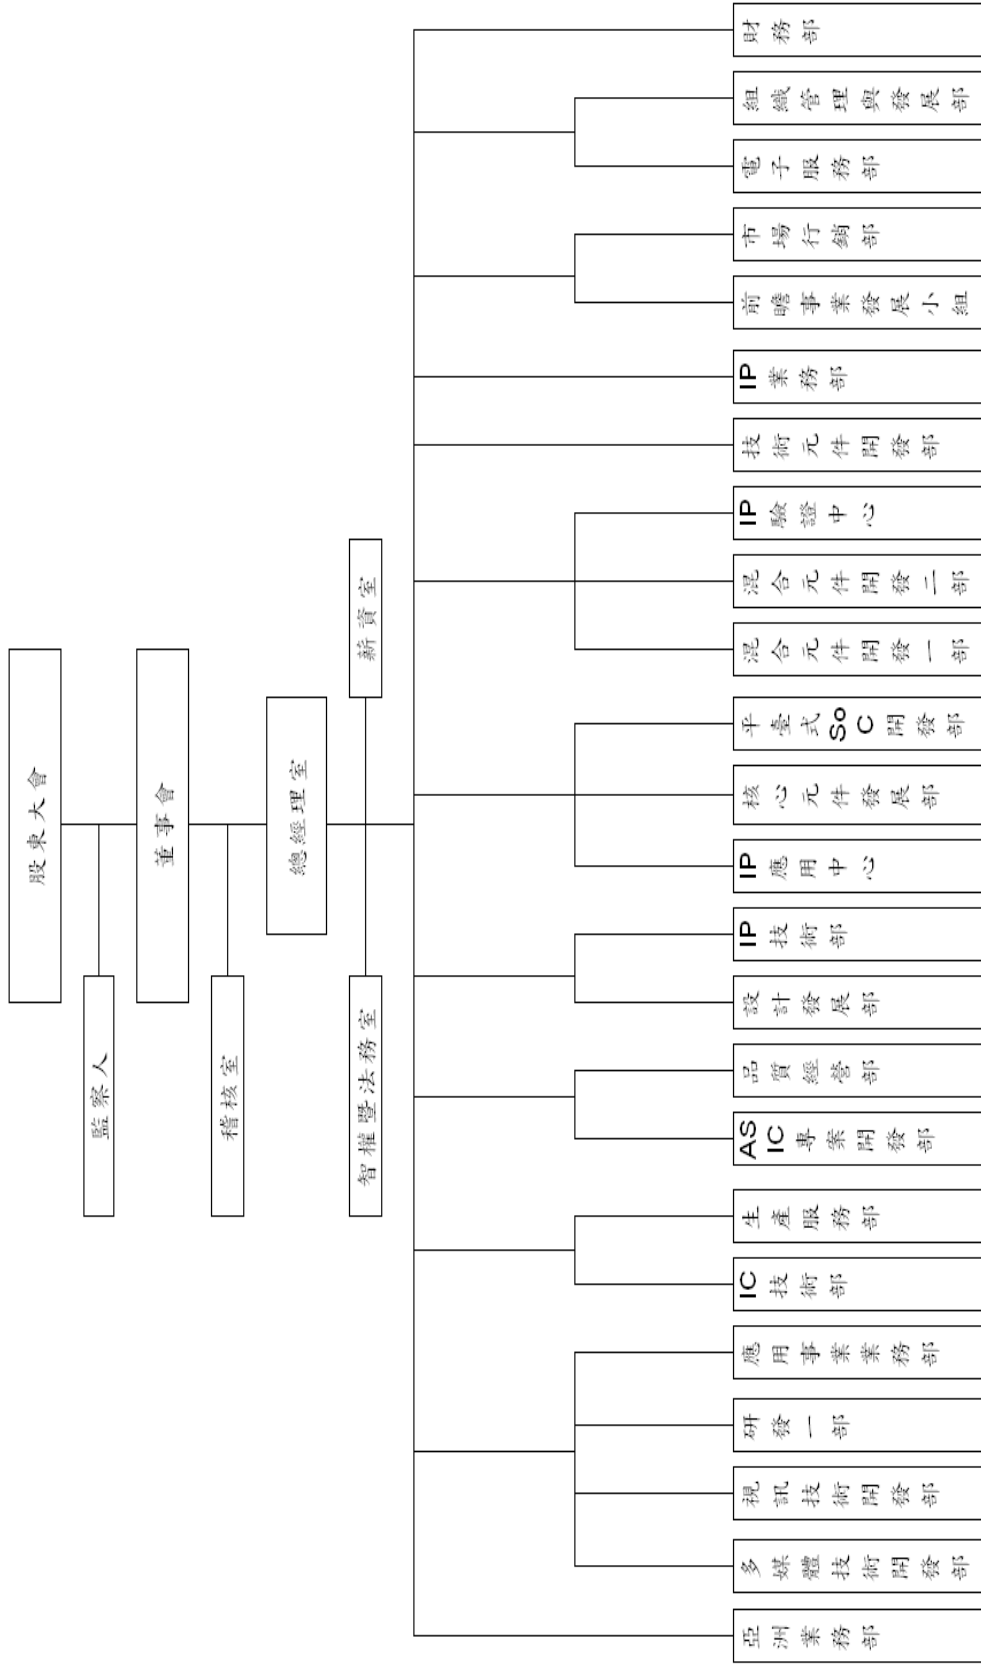 股東大會
監察人
董事會
稽核室
總經理室
智權暨法務室
薪資室
亞洲業務部
多媒體技術開發部
視訊技術開發部
研發一部
應用事業業務部
IC技術部
生產服務部
ASIC專案開發部
品質經營部
設計發展部
IP技術部
IP應用中心
核心元件發展部
平臺式SoC開發部
混合元件開發一部
混合元件開發二部
IP驗證中心
技術元件開發部
IP業務部
前瞻事業發展小組
市場行銷部
電子服務部
組織管理與發展部
財務部